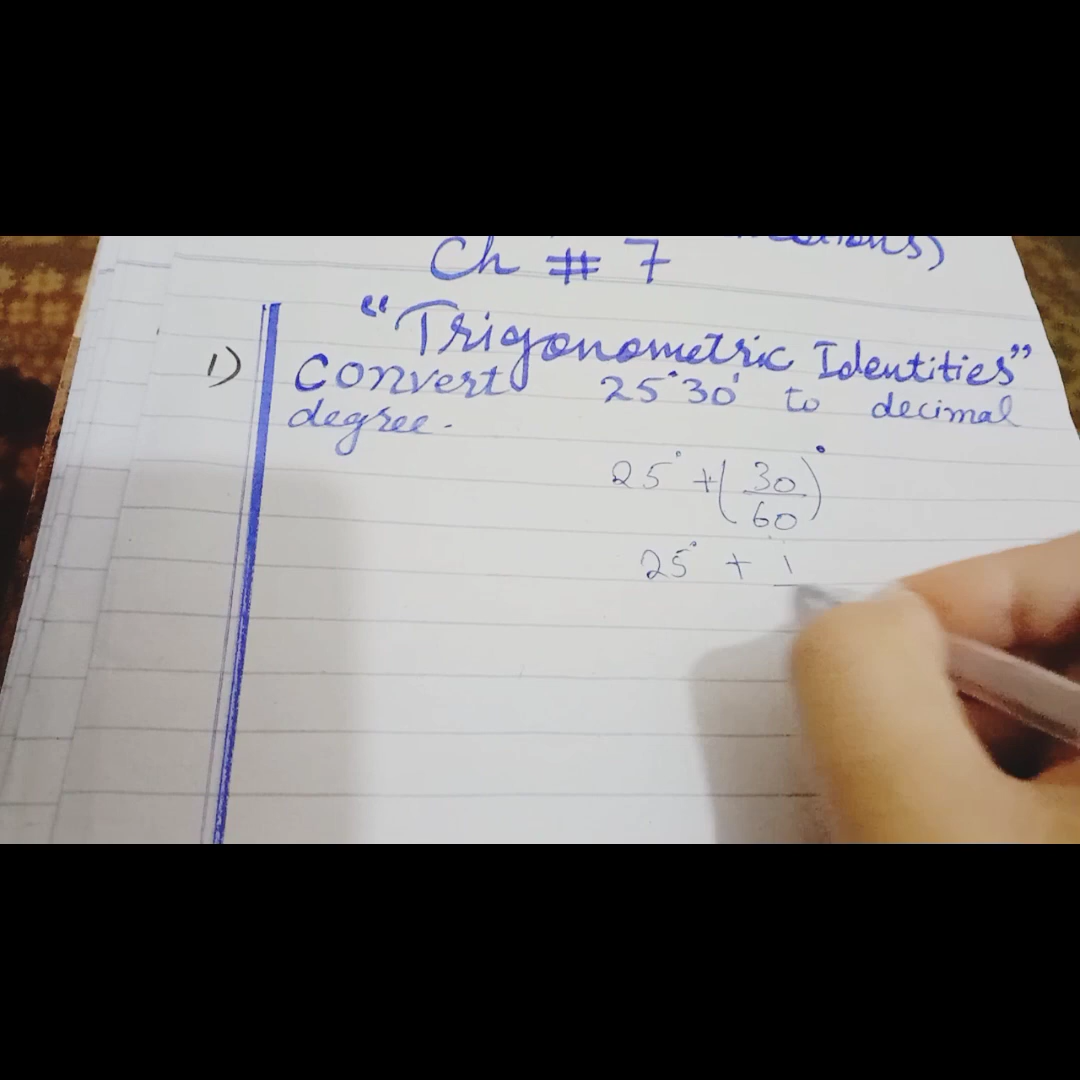 Ch # 7
"Trigonometric Identities"
1) Convert 25°30' to decimal
degree.
25° + (30/60)°
25° + 1